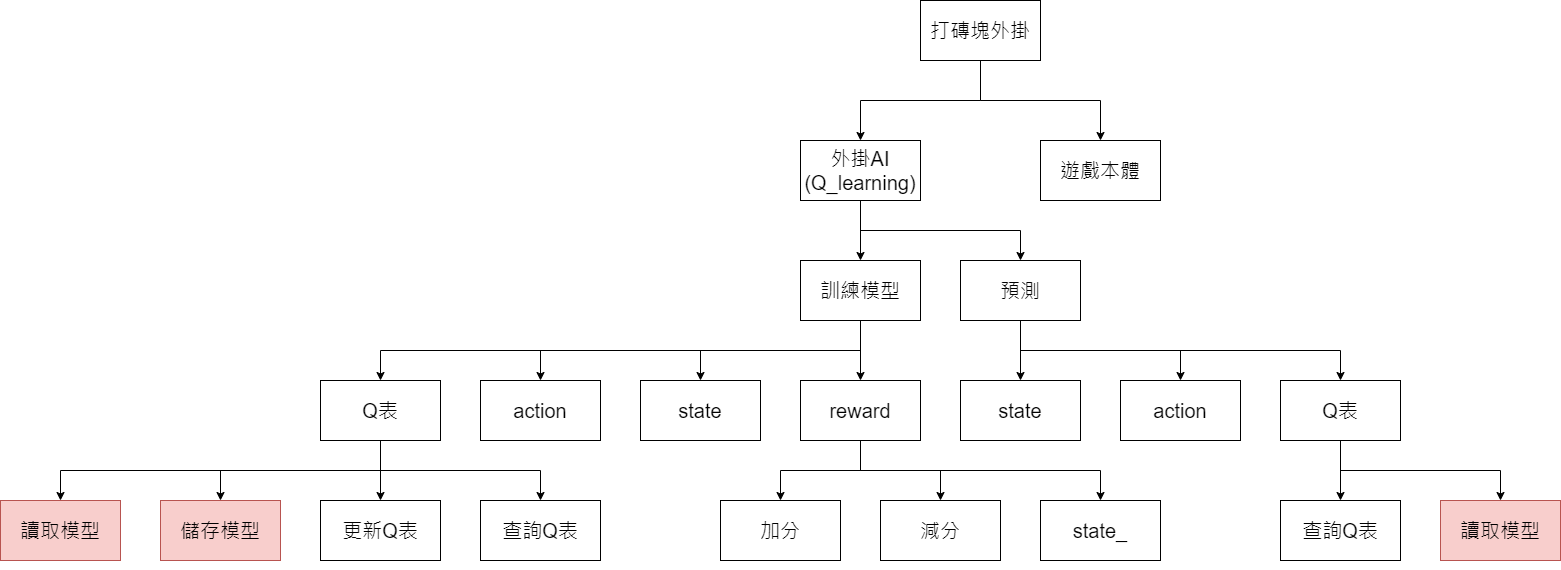 打磚塊外掛
外掛AI
(Q_learning)
遊戲本體
訓練模型
預測
Q表
action
state
reward
state
action
Q表
讀取模型
儲存模型
更新Q表
查詢Q表
加分
減分
state_
查詢Q表
讀取模型